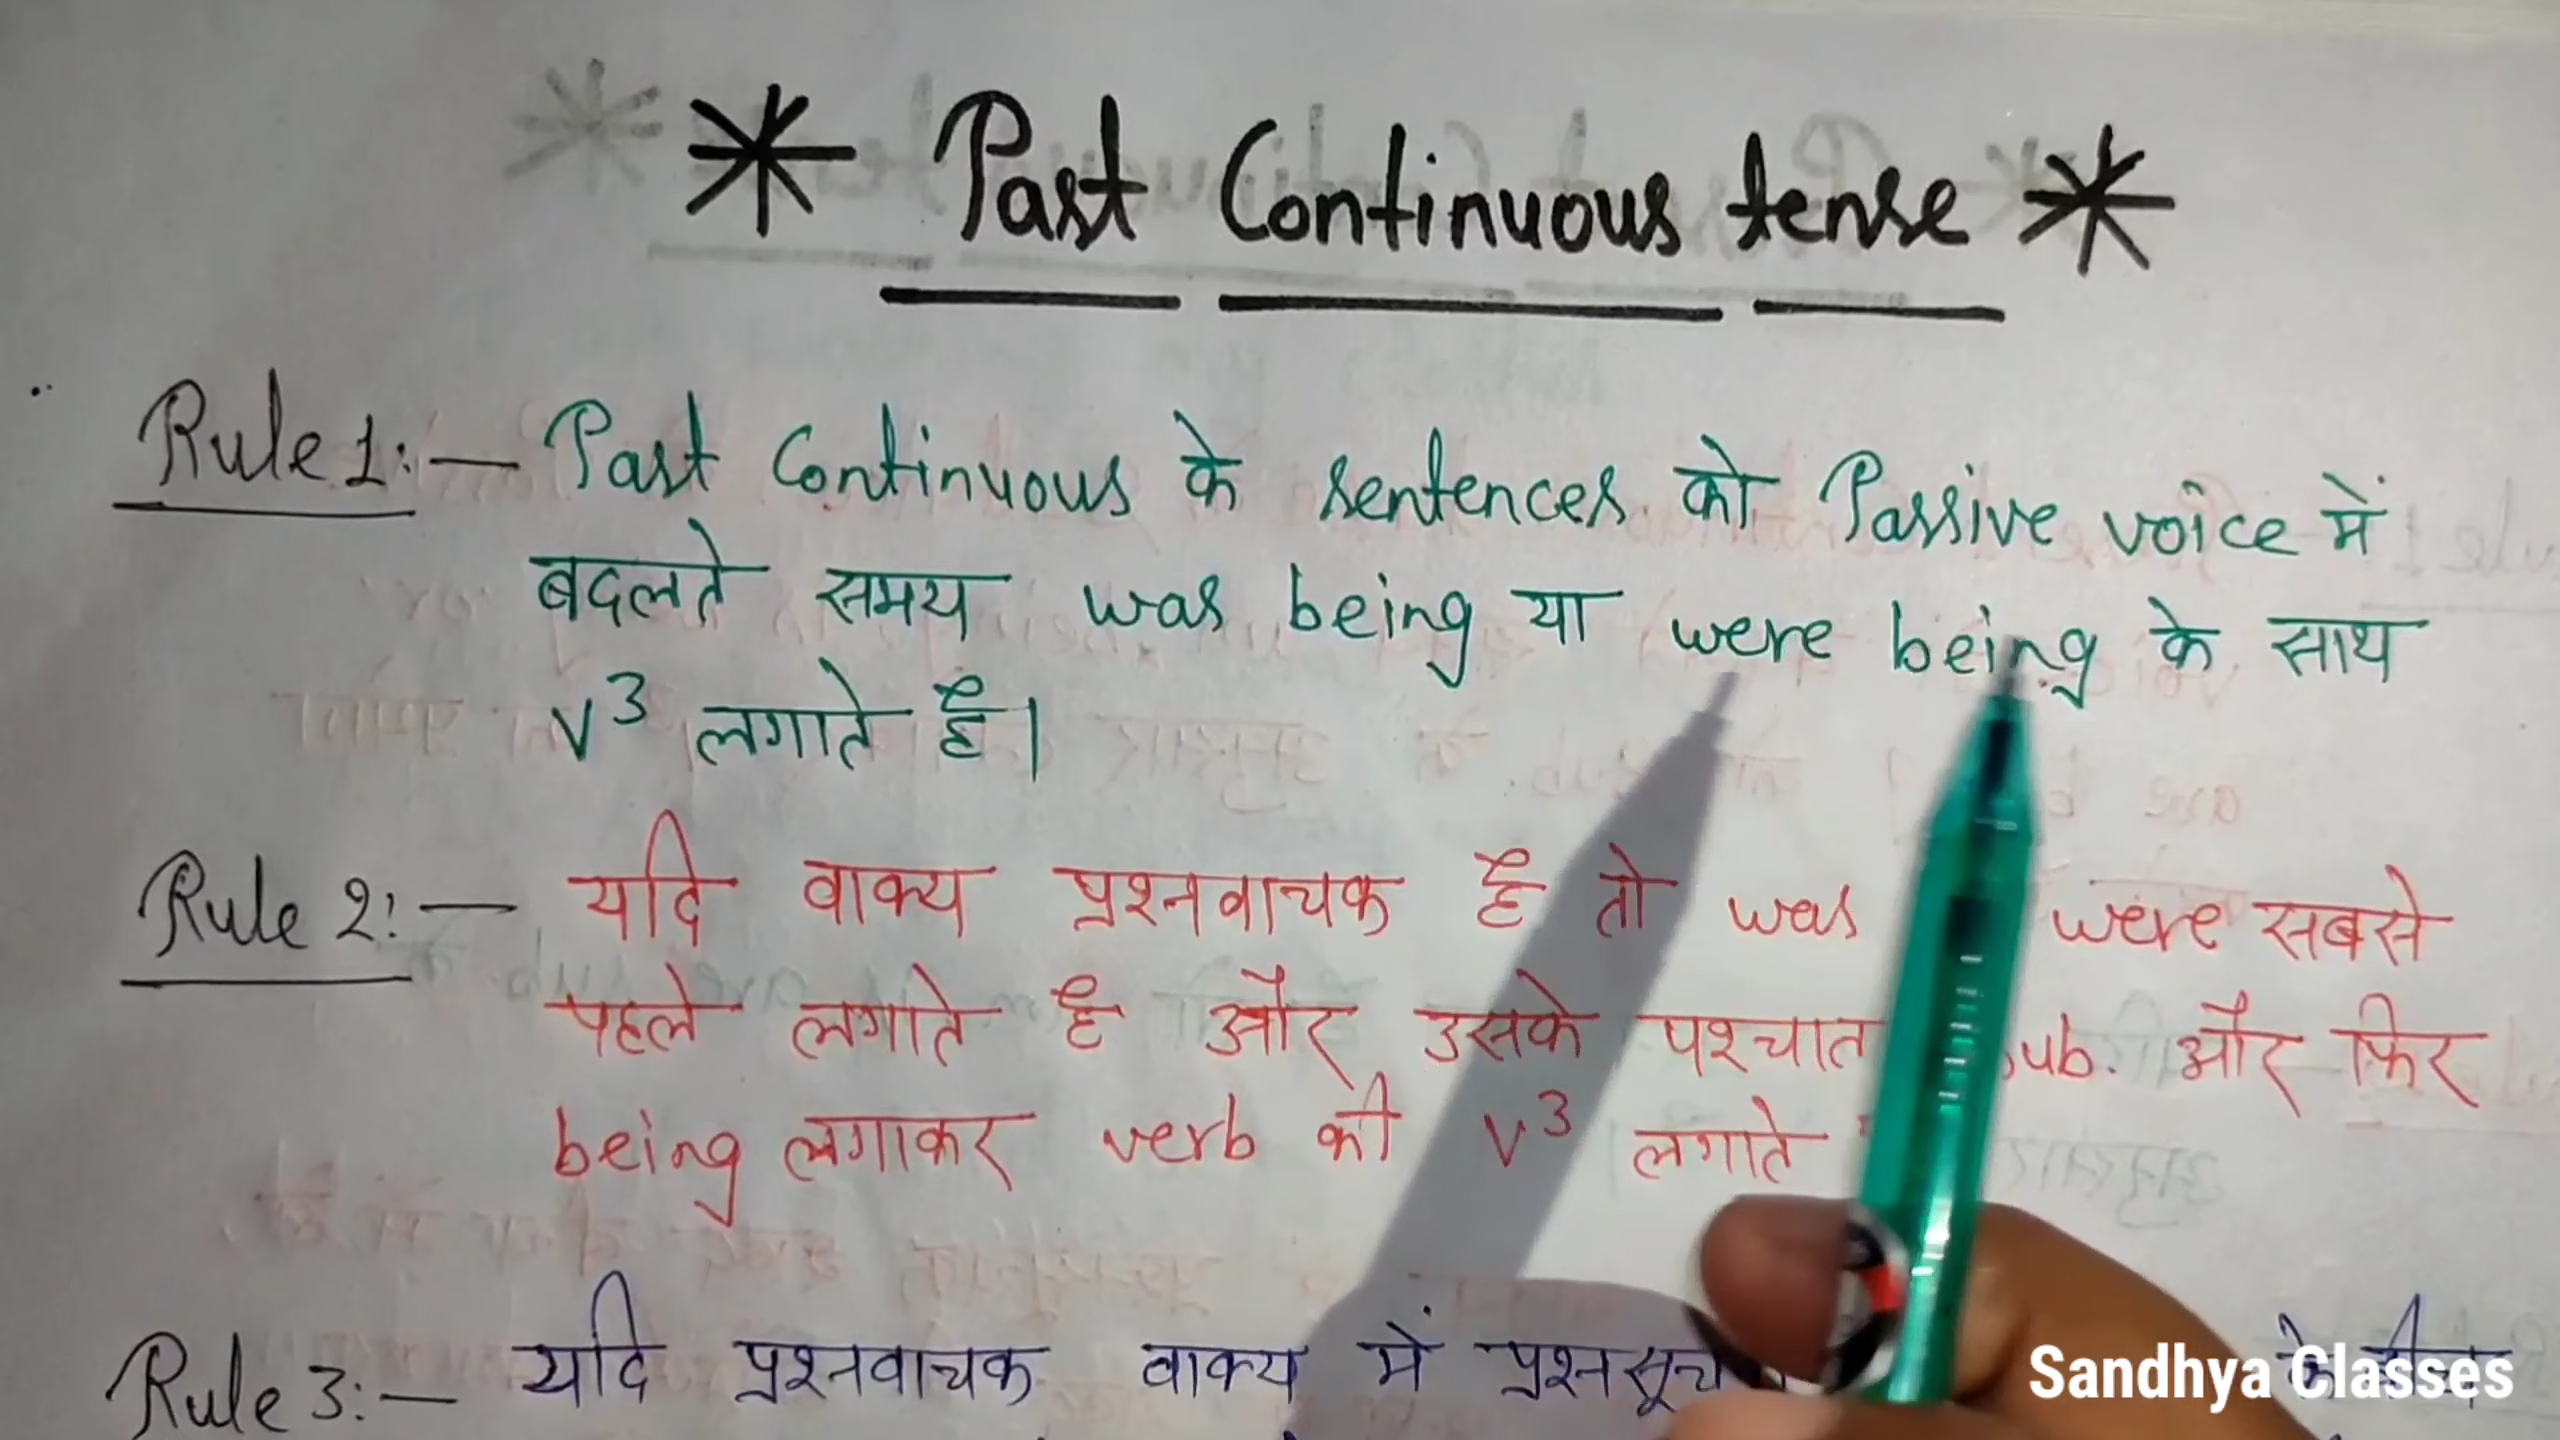 * Past Continuous tense *
Rule 1:— Past Continuous के sentences को Passive voice में
बदलते समय was being या were being के साथ
V³ लगाते है।
Rule 2:— यदि वाक्य प्रश्नवाचक है तो was were सबसे
पहले लगाते है और उसके पश्चात sub. और फिर
being लगाकर verb की V³ लगाते
Rule 3:— यदि प्रश्नवाचक वाक्य में
Sandhya Classes